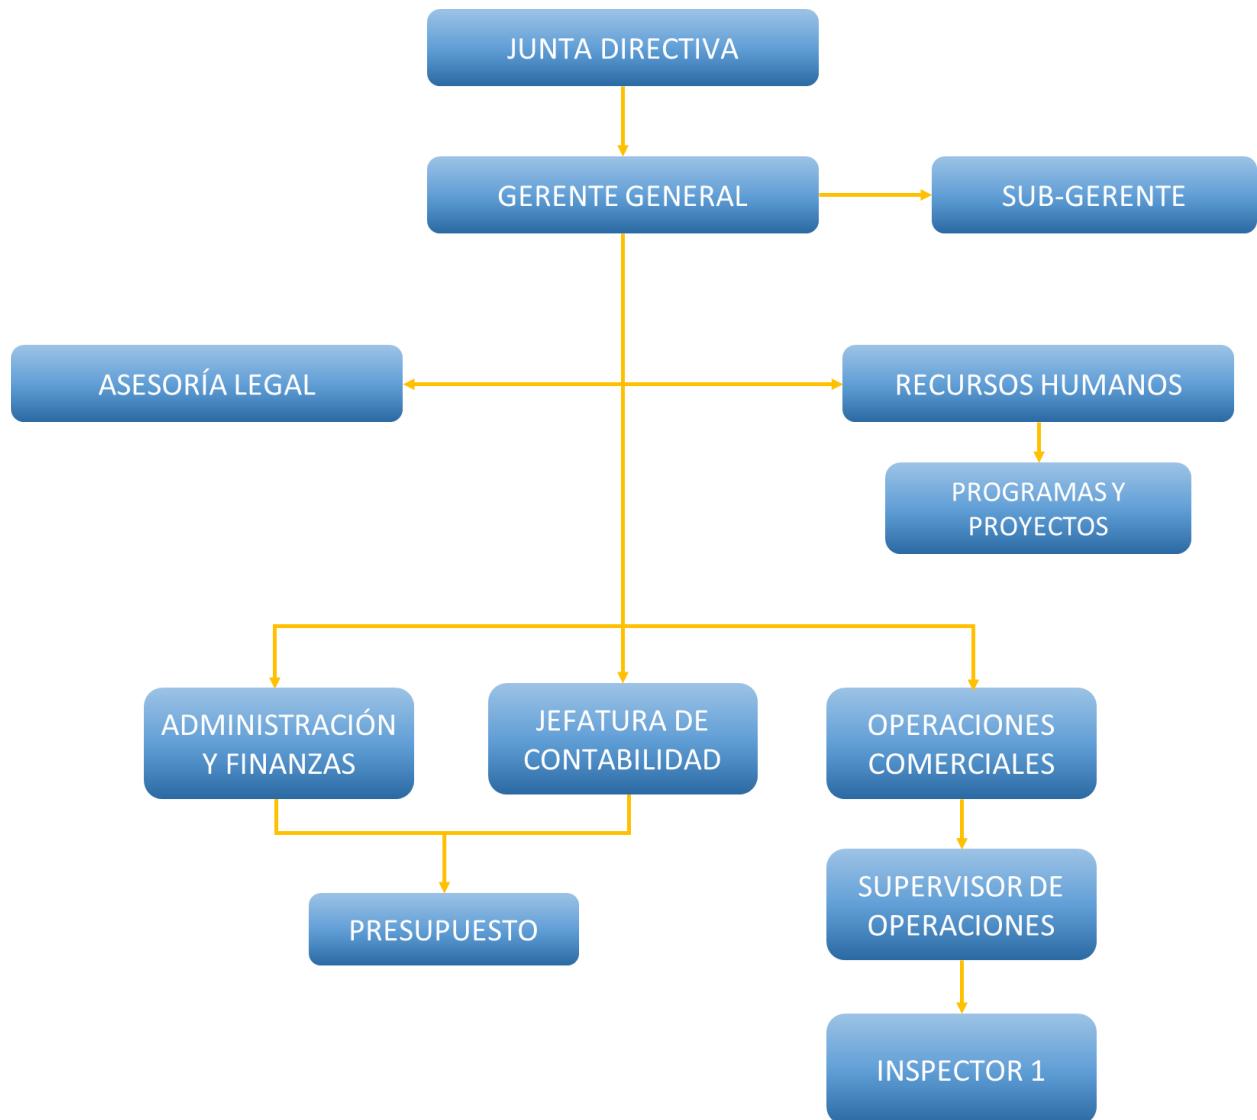 JUNTA DIRECTIVA
GERENTE GENERAL
SUB-GERENTE
ASESORÍA LEGAL
RECURSOS HUMANOS
PROGRAMAS Y
PROYECTOS
ADMINISTRACIÓN
Y FINANZAS
JEFATURA DE
CONTABILIDAD
OPERACIONES
COMERCIALES
PRESUPUESTO
SUPERVISOR DE
OPERACIONES
INSPECTOR 1